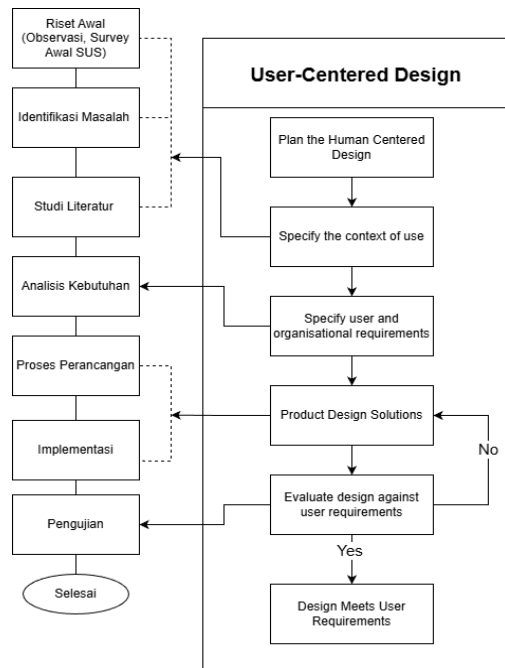 Riset Awal
(Observasi, Survey
Awal SUS)
Identifikasi Masalah
Studi Literatur
Analisis Kebutuhan
Proses Perancangan
Implementasi
Pengujian
Selesai
User-Centered Design
Plan the Human Centered
Design
Specify the context of use
Specify user and
organisational requirements
Product Design Solutions
No
Evaluate design against
user requirements
Yes
Design Meets User
Requirements